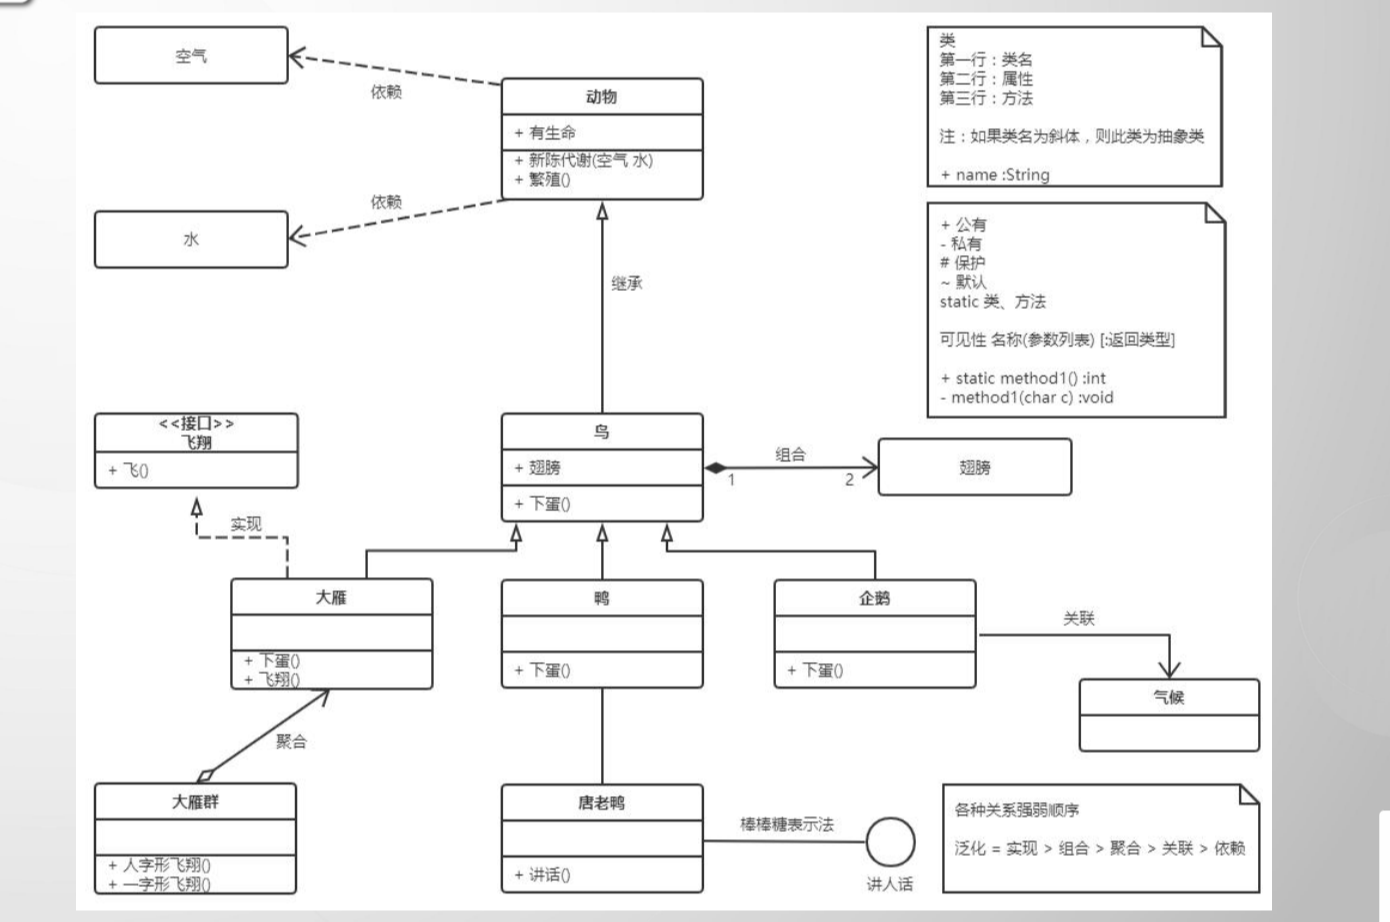 空气
依赖
动物
+ 有生命
+ 新陈代谢(空气 水)
+ 繁殖()
依赖
水
继承
类
第一行：类名
第二行：属性
第三行：方法
注：如果类名为斜体，则此类为抽象类
+ name :String
+ 公有
- 私有
# 保护
~ 默认
static 类、方法
可见性 名称(参数列表) [:返回类型]
+ static method1() :int
- method1(char c) :void
<<接口>>
飞翔
+ 飞()
实现
鸟
+ 翅膀
+ 下蛋()
组合
1
2
翅膀
大雁
+ 下蛋()
+ 飞翔()
鸭
+ 下蛋()
企鹅
+ 下蛋()
关联
气候
聚合
大雁群
+ 人字形飞翔()
+ 一字形飞翔()
唐老鸭
+ 讲话()
棒棒糖表示法
讲人话
各种关系强弱顺序
泛化 = 实现 > 组合 > 聚合 > 关联 > 依赖